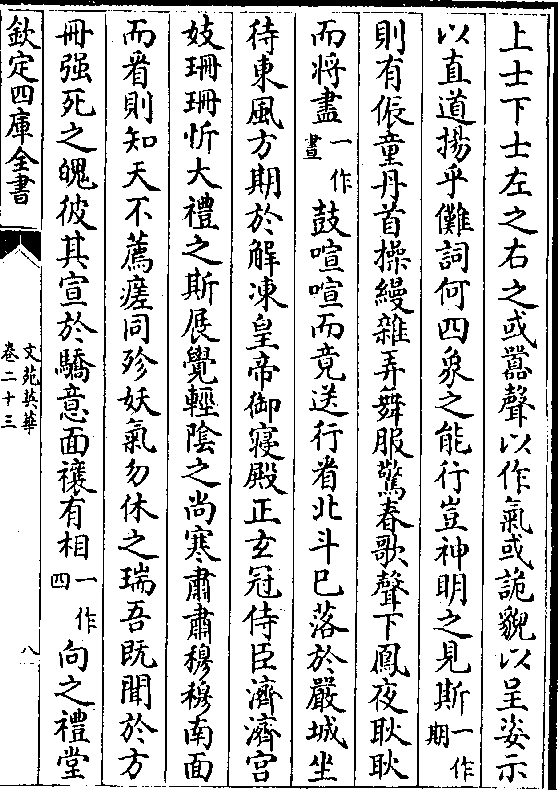 上士下士左之右之或嚻聲以作氣或詭貌以呈姿示
以直道揚乎儺詞何四象之能行豈神明之見斯一作期
則有侲童丹首操縵雜弄舞服驚春歌聲下鳳夜耿耿
而將盡一作晝鼓喧喧而竟送行看北斗巳落於嚴城坐
待東風方期於解凍皇帝御寢殿正玄冠侍臣濟濟宫
妓珊珊忻大禮之斯展覺輕陰之尚寒肅肅穆穆南面
而看則知天不薦瘥同殄妖氣勿休之瑞吾既聞於方
冊强死之魄彼其宣於驕意面禳有相一作四向之禮堂
欽定四庫全書
文苑英華
卷二十三
八